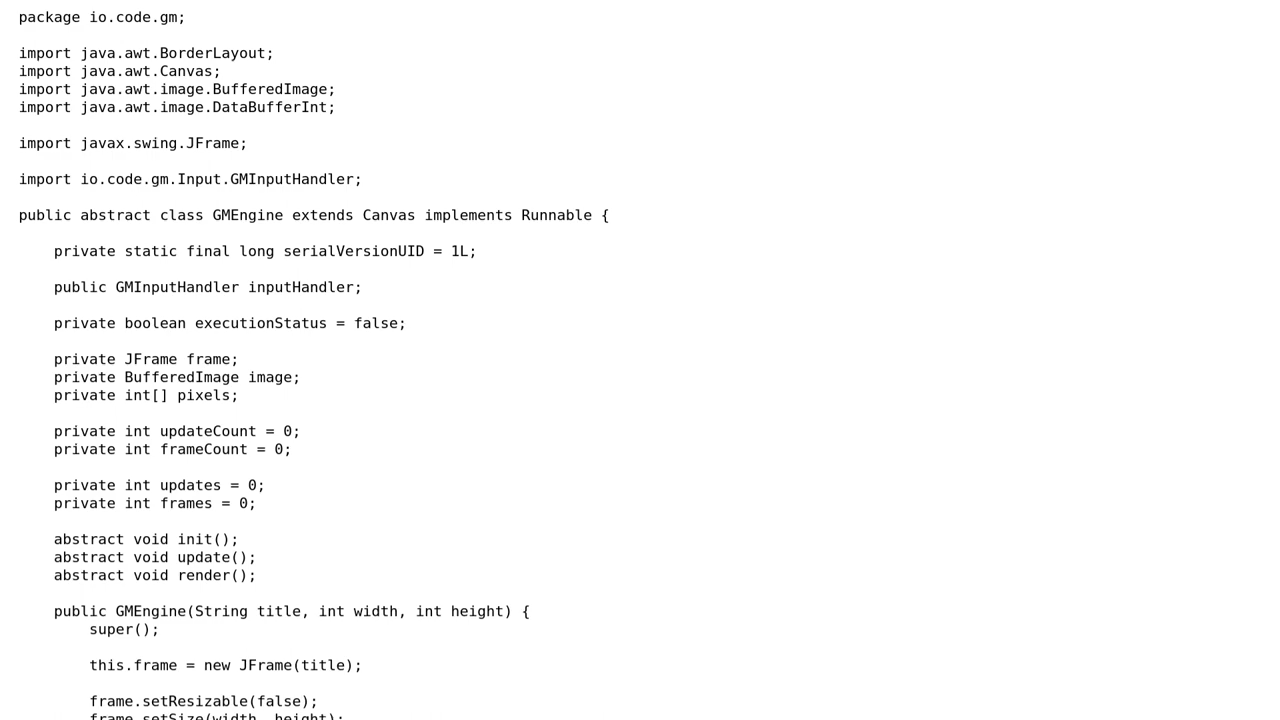 package io.code.gm;
import java.awt.BorderLayout;
import java.awt.Canvas;
import java.awt.image.BufferedImage;
import java.awt.image.DataBufferInt;
import javax.swing.JFrame;
import io.code.gm.Input.GMInputHandler;
public abstract class GMEngine extends Canvas implements Runnable {
private static final long serialVersionUID = 1L;
public GMInputHandler inputHandler;
private boolean executionStatus = false;
private JFrame frame;
private BufferedImage image;
private int[] pixels;
private int updateCount = 0;
private int frameCount = 0;
private int updates = 0;
private int frames = 0;
abstract void init();
abstract void update();
abstract void render();
public GMEngine(String title, int width, int height) {
super();
this.frame = new JFrame(title);
frame.setResizable(false);
frame.setSize(width, height);